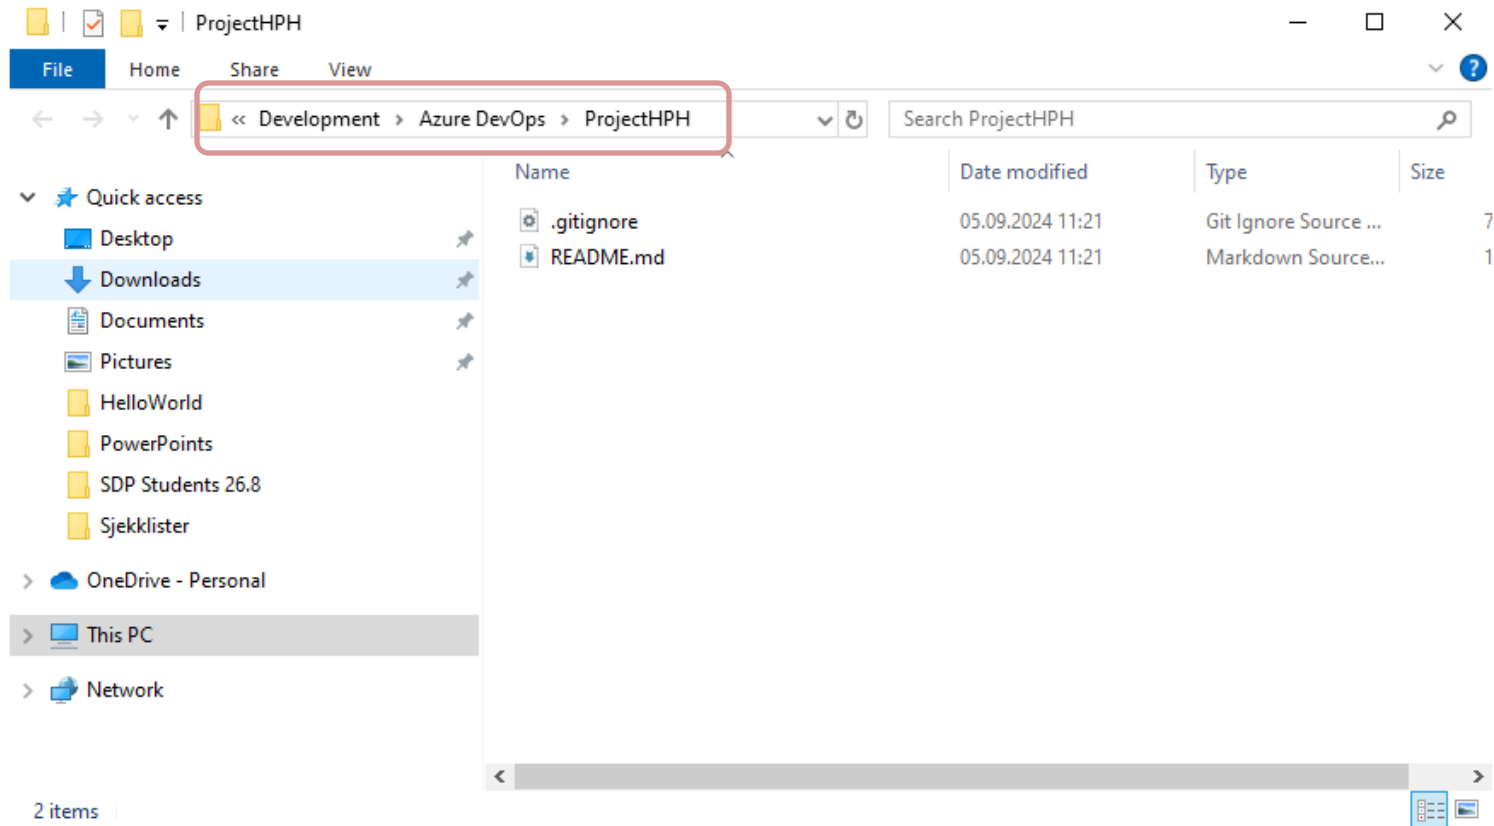 ProjectHPH
File Home Share View
« Development › Azure DevOps › ProjectHPH
Search ProjectHPH
Name Date modified Type Size
Quick access
Desktop
Downloads
Documents
Pictures
HelloWorld
PowerPoints
SDP Students 26.8
Sjekklister
OneDrive - Personal
This PC
Network
.gitignore 05.09.2024 11:21 Git Ignore Source ... 7
README.md 05.09.2024 11:21 Markdown Source... 1
2 items